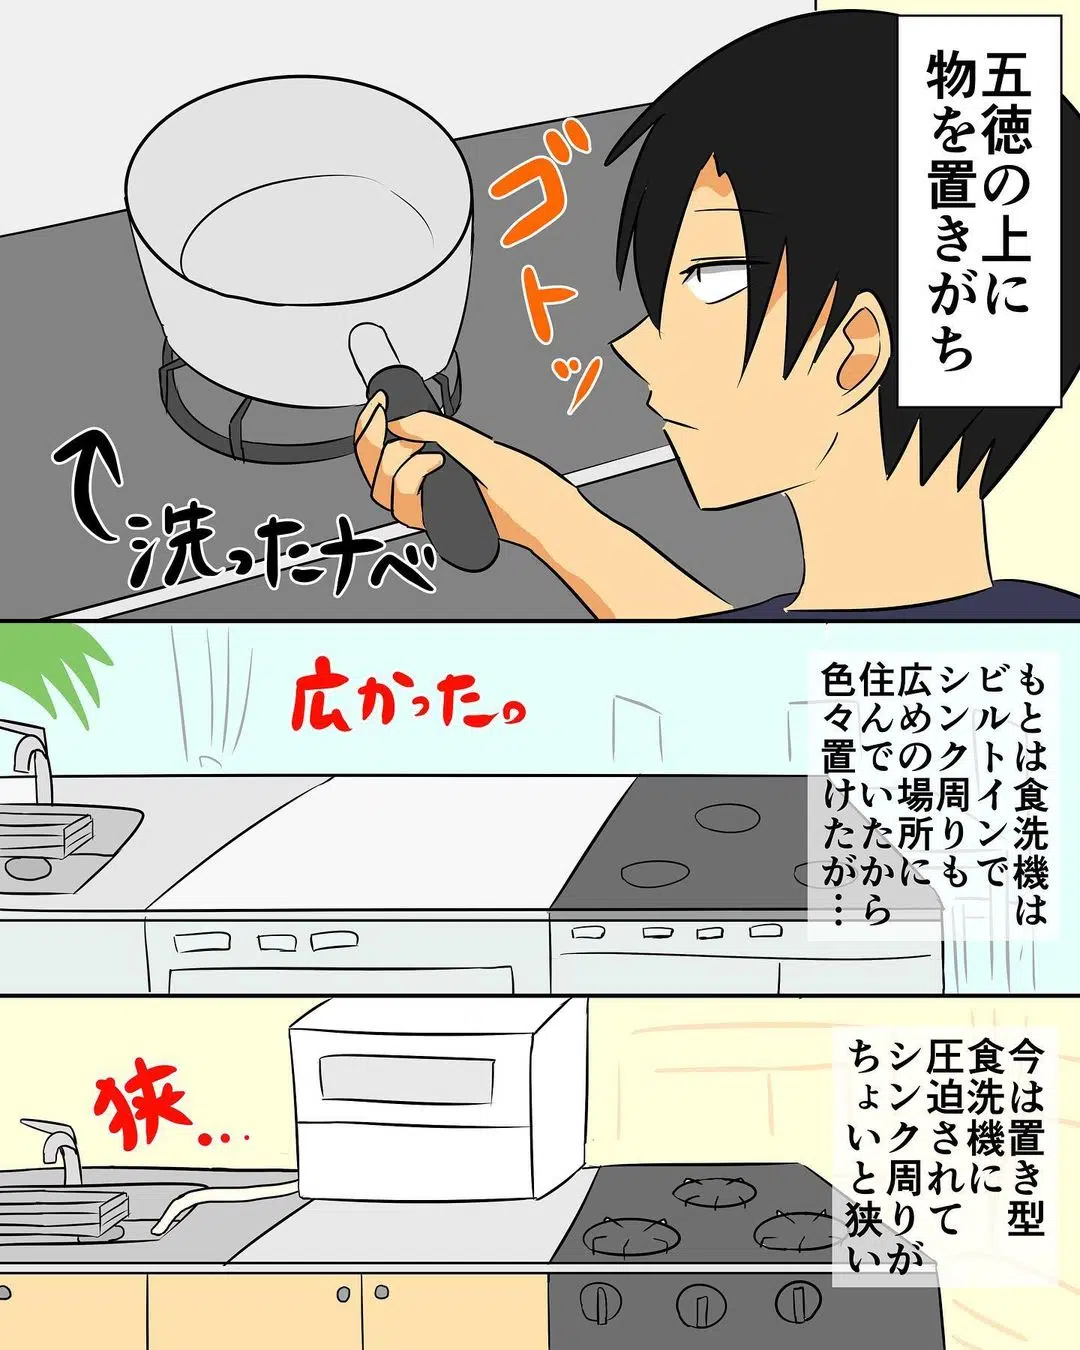 五徳の上に
物を置きがち
ゴトッ
洗ったナベ
もとは食洗機は
ビルトインで
シンク周りも
広めの場所に
住んでいたから
色々置けたが…
広かった。
今は置き型
食洗機に
圧迫されて
シンク周りが
ちょいと狭い
狭...